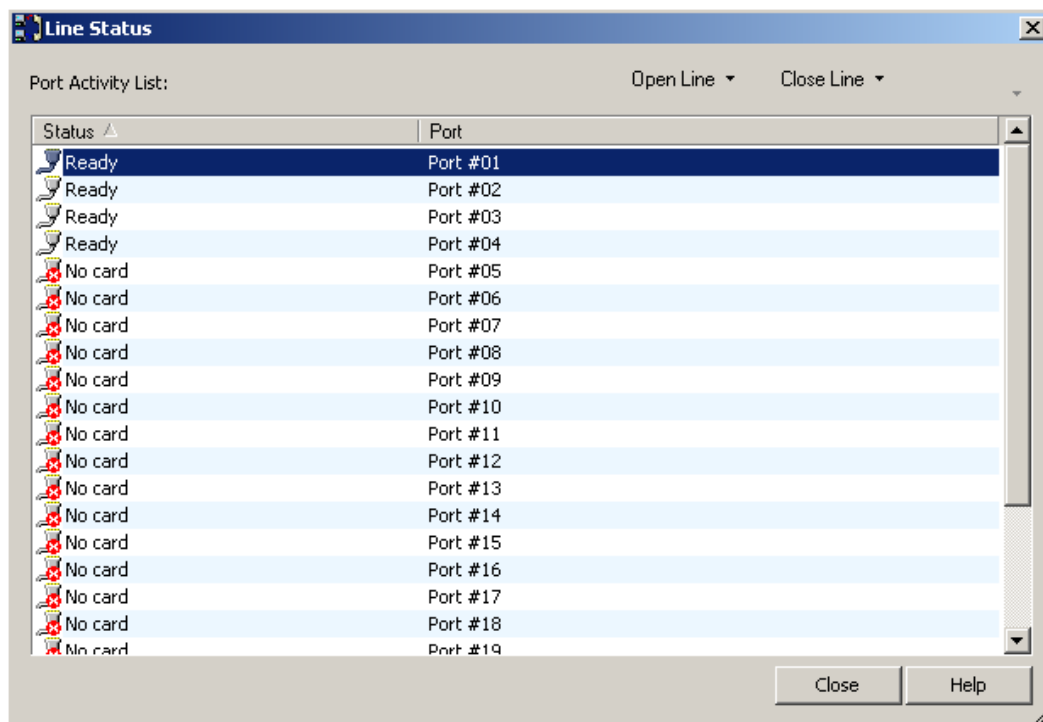 Line Status
Port Activity List: Open Line Close Line
Status Port
Ready Port #01
Ready Port #02
Ready Port #03
Ready Port #04
No card Port #05
No card Port #06
No card Port #07
No card Port #08
No card Port #09
No card Port #10
No card Port #11
No card Port #12
No card Port #13
No card Port #14
No card Port #15
No card Port #16
No card Port #17
No card Port #18
No card Port #19
Close Help